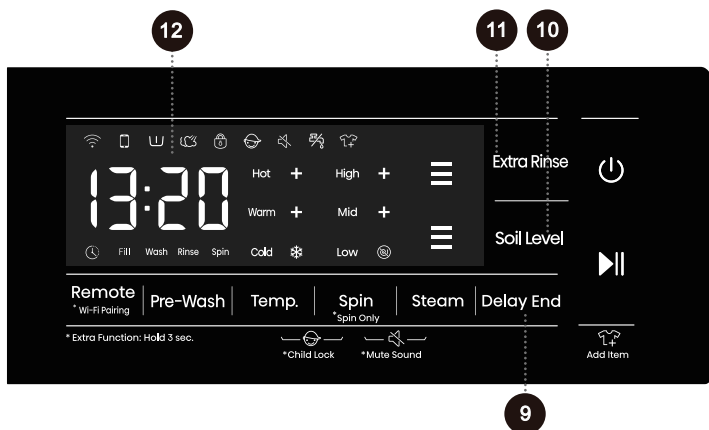 12
11
10
Extra Rinse
13:20
Hot + High +
Warm + Mid +
Soil Level
Fill Wash Rinse Spin Cold Low
Remote
* Wi-Fi Pairing
Pre-Wash
Temp.
Spin
*Spin Only
Steam
Delay End
* Extra Function: Hold 3 sec.
*Child Lock
*Mute Sound
Add Item
9